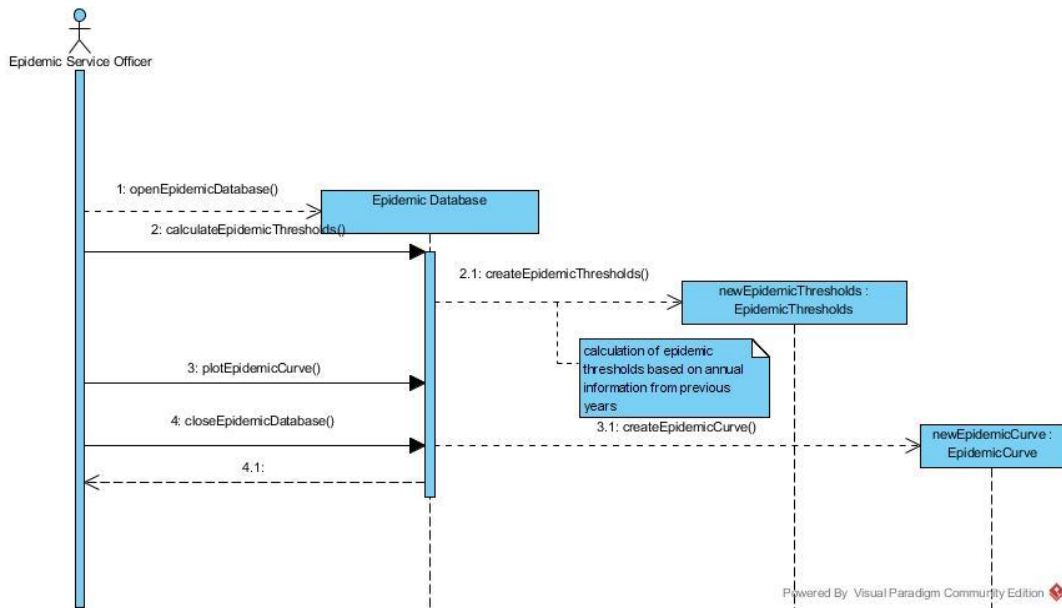 Epidemic Service Officer
1: openEpidemicDatabase()
Epidemic Database
2: calculateEpidemicThresholds()
2.1: createEpidemicThresholds()
newEpidemicThresholds :
EpidemicThresholds
calculation of epidemic
thresholds based on annual
information from previous
years
3: plotEpidemicCurve()
4: closeEpidemicDatabase()
3.1: createEpidemicCurve()
newEpidemicCurve :
EpidemicCurve
4.1:
Powered By Visual Paradigm Community Edition